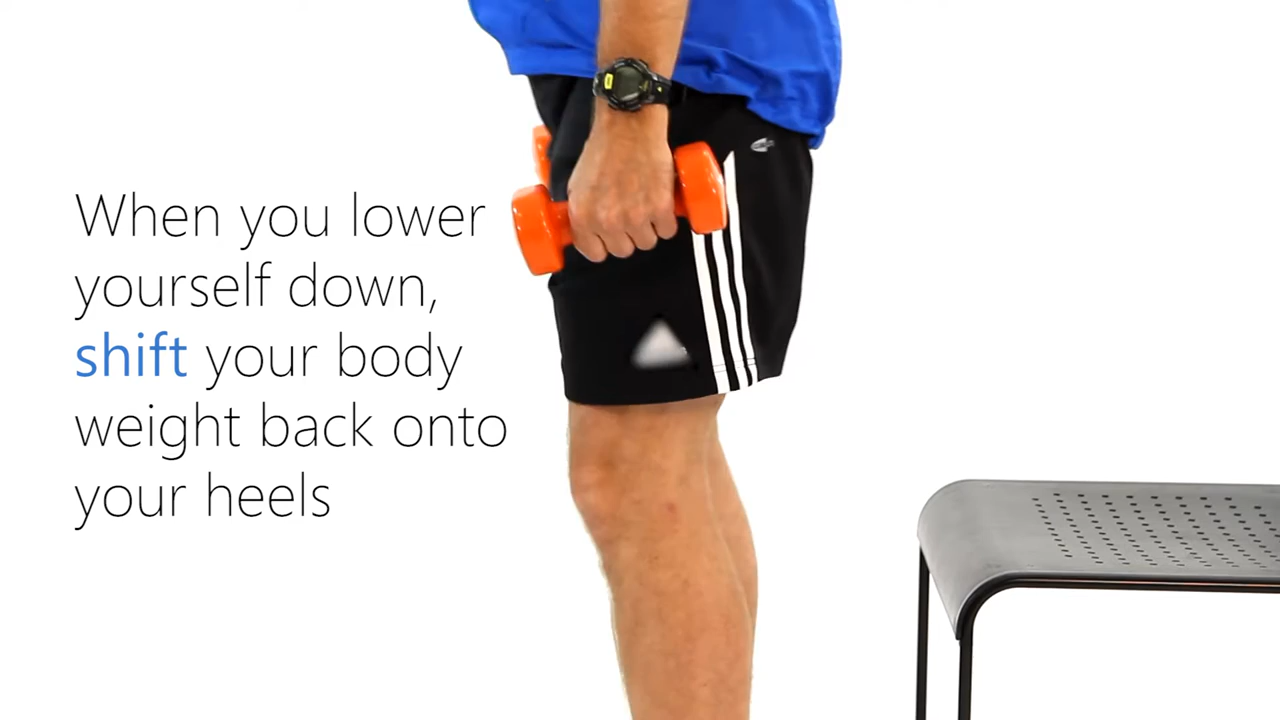 When you lower
yourself down,
shift your body
weight back onto
your heels